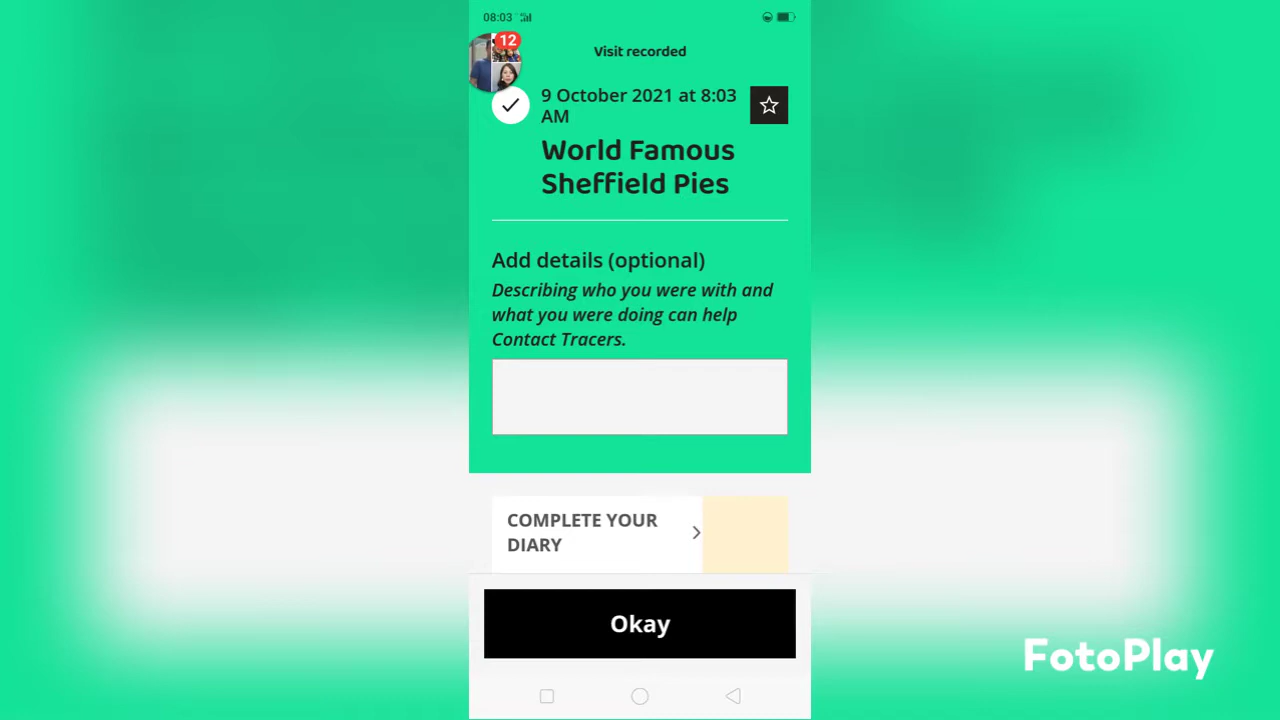 08:03
12
Visit recorded
9 October 2021 at 8:03
AM
World Famous
Sheffield Pies
Add details (optional)
Describing who you were with and
what you were doing can help
Contact Tracers.
COMPLETE YOUR
DIARY
Okay
FotoPlay